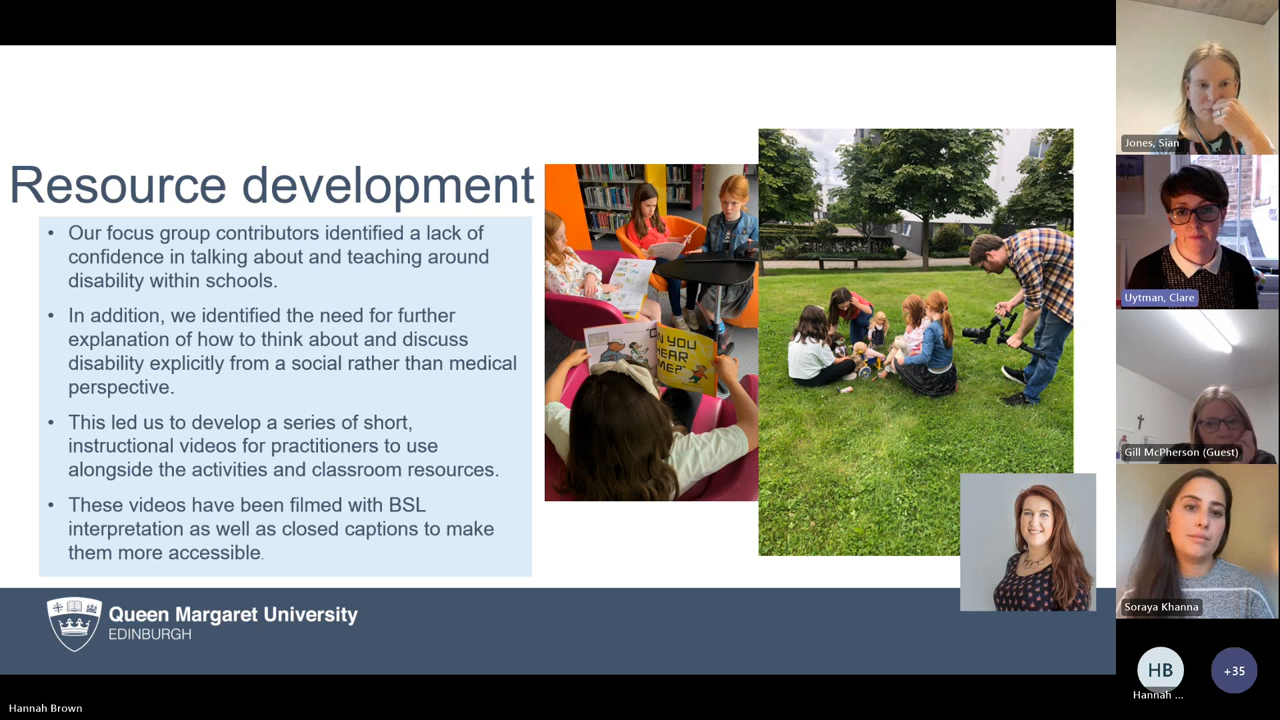 Resource development
• Our focus group contributors identified a lack of
confidence in talking about and teaching around
disability within schools.
• In addition, we identified the need for further
explanation of how to think about and discuss
disability explicitly from a social rather than medical
perspective.
• This led us to develop a series of short,
instructional videos for practitioners to use
alongside the activities and classroom resources.
• These videos have been filmed with BSL
interpretation as well as closed captions to make
them more accessible.
N YOU
HEAR
ME?
Queen Margaret University
EDINBURGH
Hannah Brown
Jones, Sian
Uytman, Clare
Gill McPherson (Guest)
Soraya Khanna
HB
Hannah ...
+35